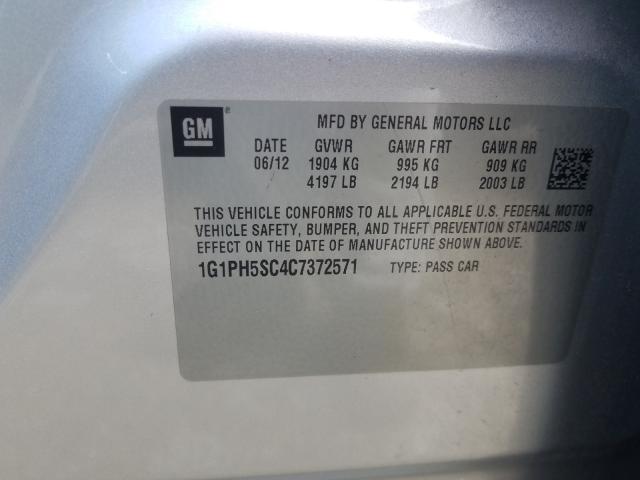 GM ® MFD BY GENERAL MOTORS LLC
DATE GVWR GAWR FRT GAWR RR
06/12 1904 KG 995 KG 909 KG
4197 LB 2194 LB 2003 LB
THIS VEHICLE CONFORMS TO ALL APPLICABLE U.S. FEDERAL MOTOR
VEHICLE SAFETY, BUMPER, AND THEFT PREVENTION STANDARDS IN
EFFECT ON THE DATE OF MANUFACTURE SHOWN ABOVE.
1G1PH5SC4C7372571 TYPE: PASS CAR